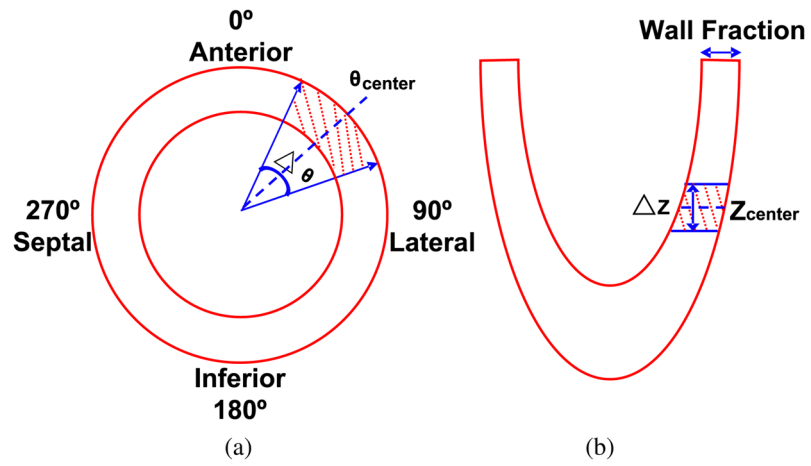 0º
Anterior
θcenter
△
θ
270º
Septal
90º
Lateral
Inferior
180º
(a)
Wall Fraction
△Z
Zcenter
(b)